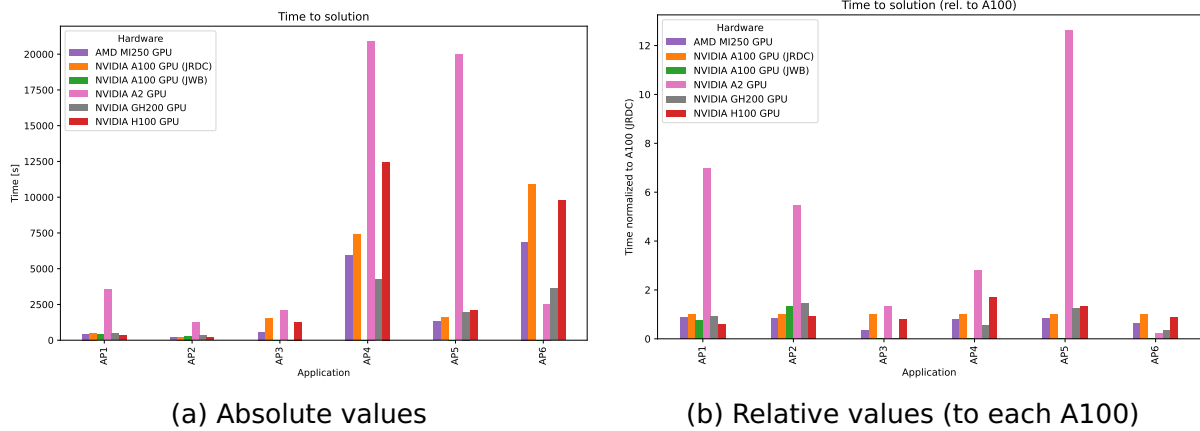 Time to solution
Hardware
AMD MI250 GPU
NVIDIA A100 GPU (JRDC)
NVIDIA A100 GPU (JWB)
NVIDIA A2 GPU
NVIDIA GH200 GPU
NVIDIA H100 GPU
20000
17500
15000
12500
10000
7500
5000
2500
0
Time [s]
AP1
AP2
AP3
AP4
AP5
AP6
Application
(a) Absolute values
Time to solution (rel. to A100)
Hardware
AMD MI250 GPU
NVIDIA A100 GPU (JRDC)
NVIDIA A100 GPU (JWB)
NVIDIA A2 GPU
NVIDIA GH200 GPU
NVIDIA H100 GPU
12
10
8
6
4
2
0
Time normalized to A100 (JRDC)
AP1
AP2
AP3
AP4
AP5
AP6
Application
(b) Relative values (to each A100)